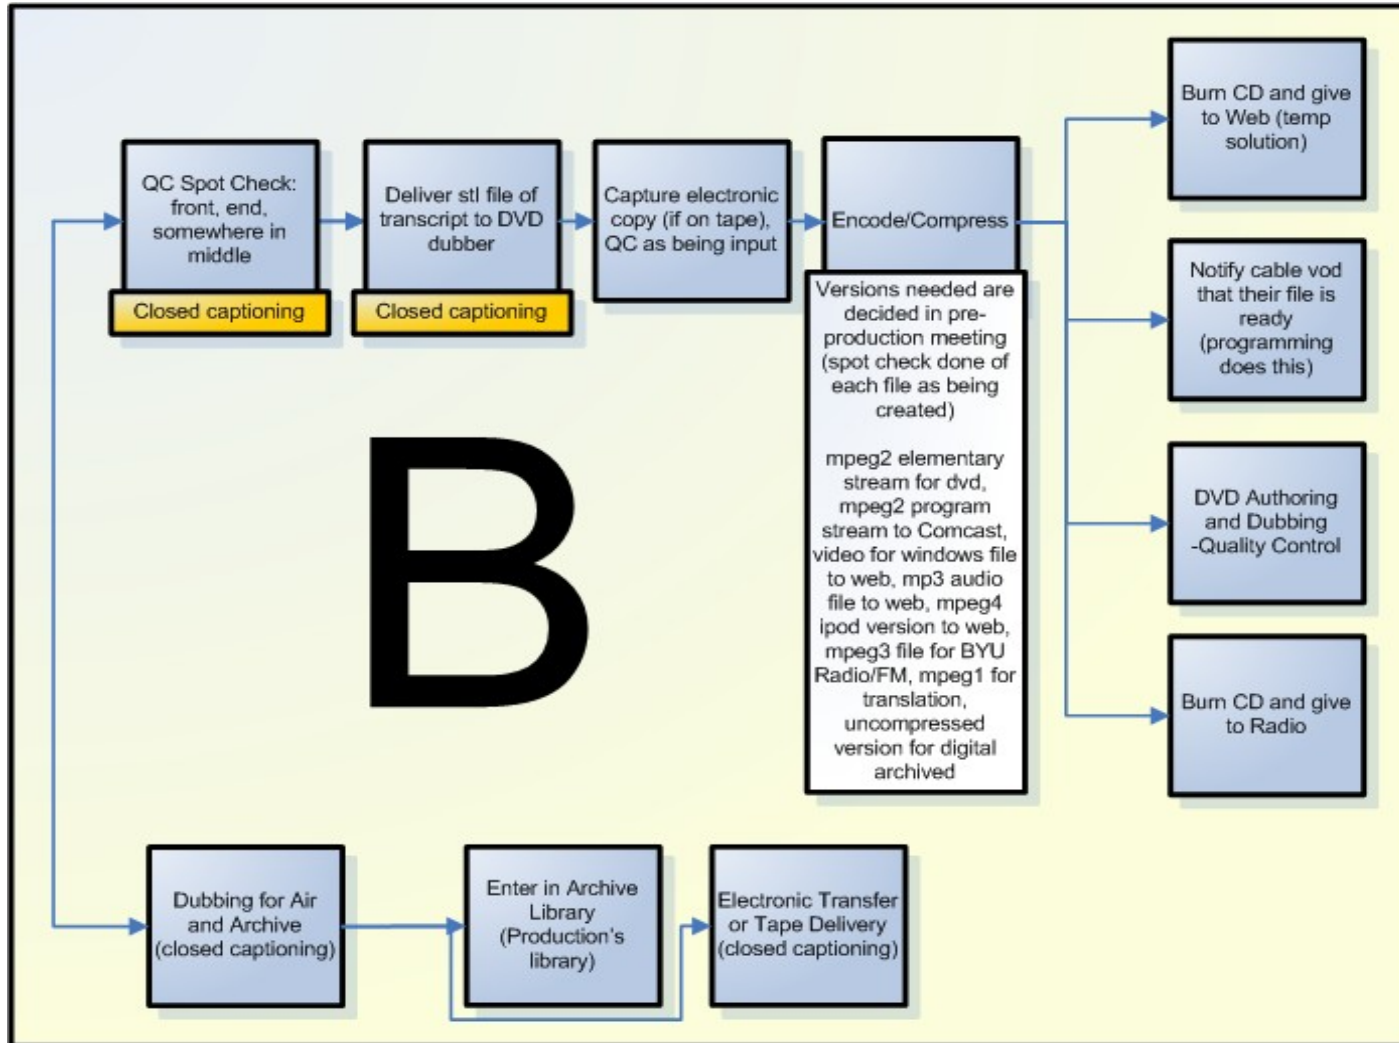 QC Spot Check:
front, end,
somewhere in
middle
Closed captioning
Deliver stl file of
transcript to DVD
dubber
Closed captioning
Capture electronic
copy (if on tape),
QC as being input
Encode/Compress
Versions needed are
decided in pre-
production meeting
(spot check done of
each file as being
created)
mpeg2 elementary
stream for dvd,
mpeg2 program
stream to Comcast,
video for windows file
to web, mp3 audio
file to web, mpeg4
ipod version to web,
mpeg3 file for BYU
Radio/FM, mpeg1 for
translation,
uncompressed
version for digital
archived
Burn CD and give
to Web (temp
solution)
Notify cable vod
that their file is
ready
(programming
does this)
DVD Authoring
and Dubbing
-Quality Control
Burn CD and give
to Radio
B
Dubbing for Air
and Archive
(closed captioning)
Enter in Archive
Library
(Production's
library)
Electronic Transfer
or Tape Delivery
(closed captioning)